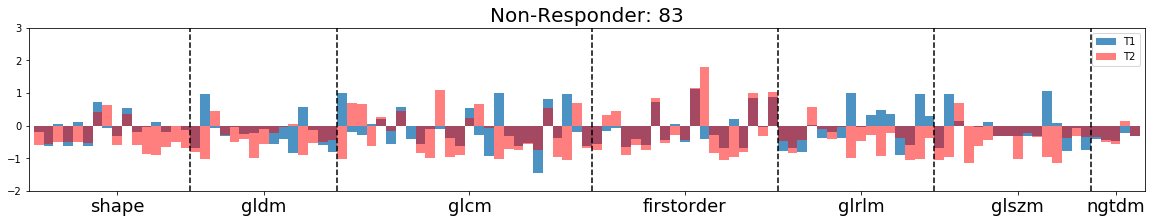 Non-Responder: 83
T1
T2
3
2
1
0
−1
−2
shape gldm glcm firstorder glrlm glszm ngtdm